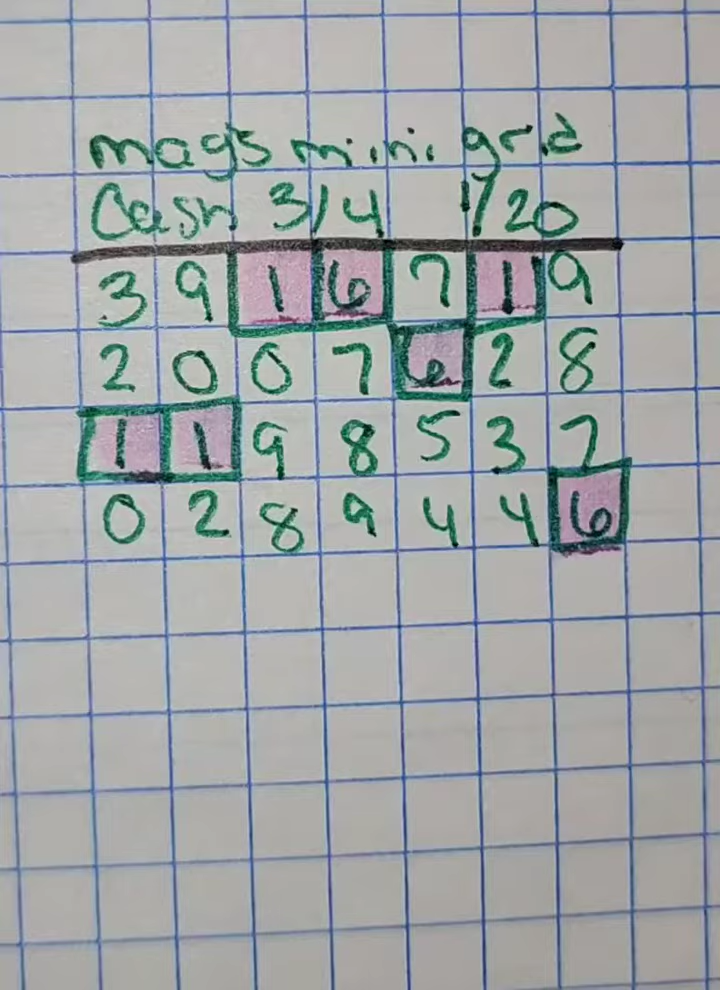 mag's mini grid
Cash 3/4 1/20
3 9 1 6 7 1 9
2 0 0 7 6 2 8
1 1 9 8 5 3 7
0 2 8 9 4 4 6